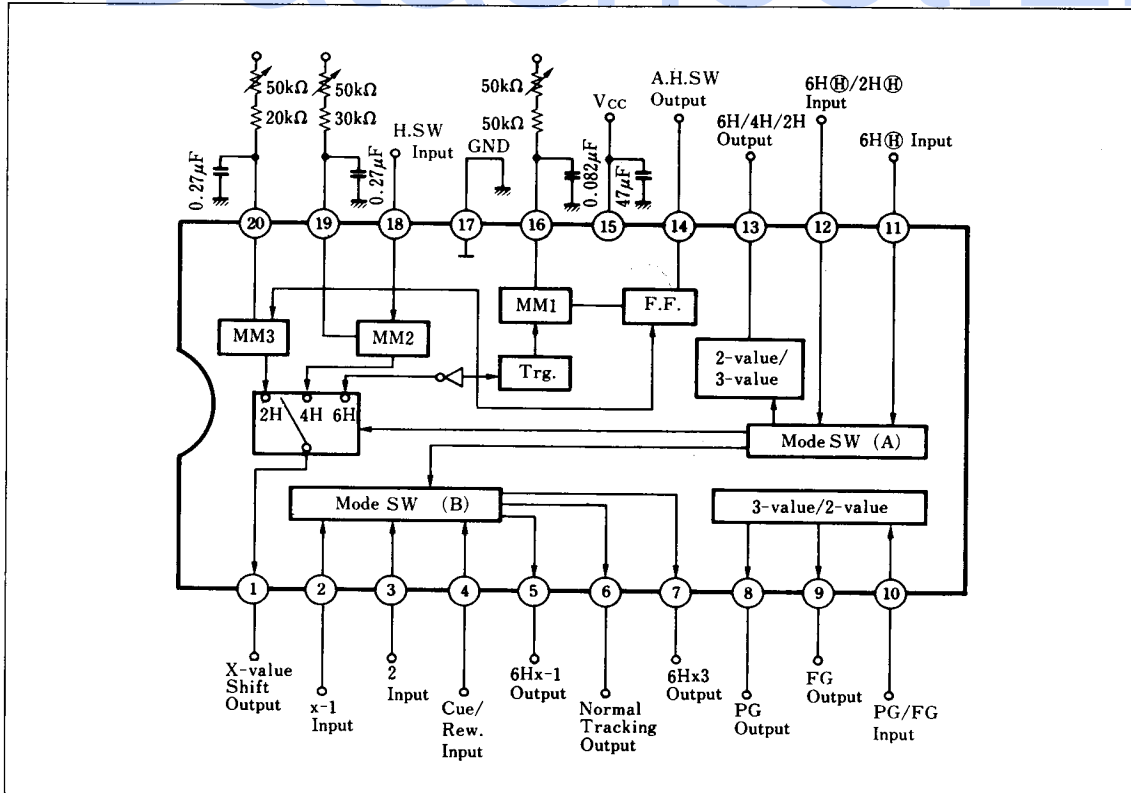 50kΩ
20kΩ
0.27μF
50kΩ
30kΩ
0.27μF
H.SW
Input
GND
50kΩ
50kΩ
0.082μF
VCC
47μF
A.H.SW
Output
6H/4H/2H
Output
6HⒽ/2HⒽ
Input
6HⒽ Input
20
19
18
17
16
15
14
13
12
11
MM3
MM2
MM1
F.F.
Trg.
2-value/
3-value
2H
4H
6H
Mode SW (A)
Mode SW (B)
3-value/2-value
1
2
3
4
5
6
7
8
9
10
X-value
Shift
Output
x-1
Input
2
Input
Cue/
Rew.
Input
6Hx-1
Output
Normal
Tracking
Output
6Hx3
Output
PG
Output
FG
Output
PG/FG
Input